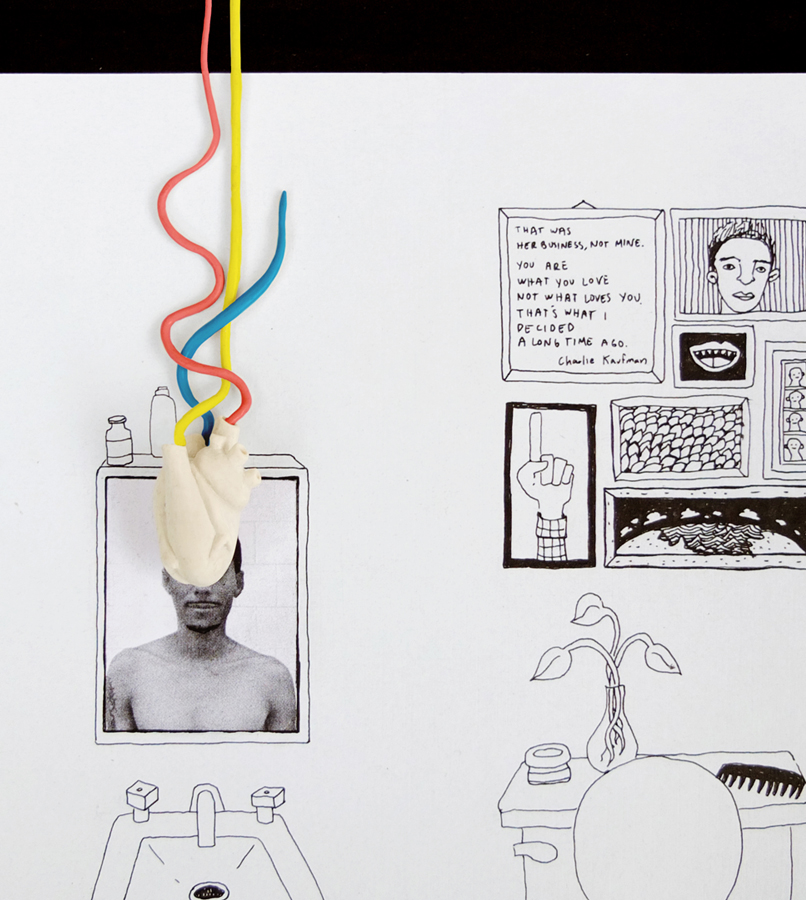 THAT WAS
HER BUSINESS, NOT MINE.
YOU ARE
WHAT YOU LOVE
NOT WHAT LOVES YOU.
THAT'S WHAT I
DECIDED
A LONG TIME AGO.
Charlie Kaufman